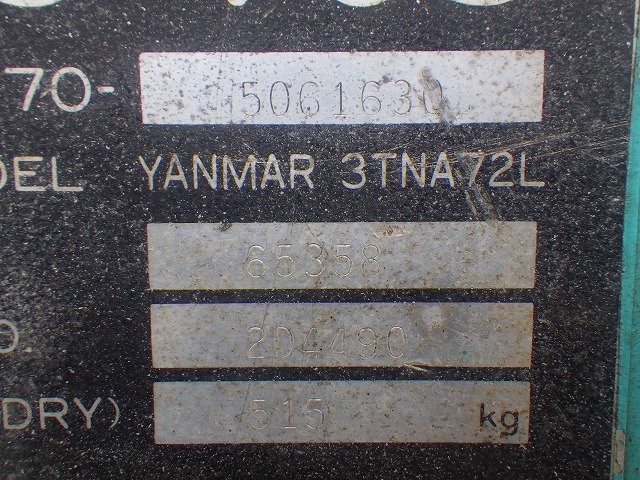 70- 5061630
DEL YANMAR 3TNA72L
65358
O. 2D4490
DRY) 515 kg